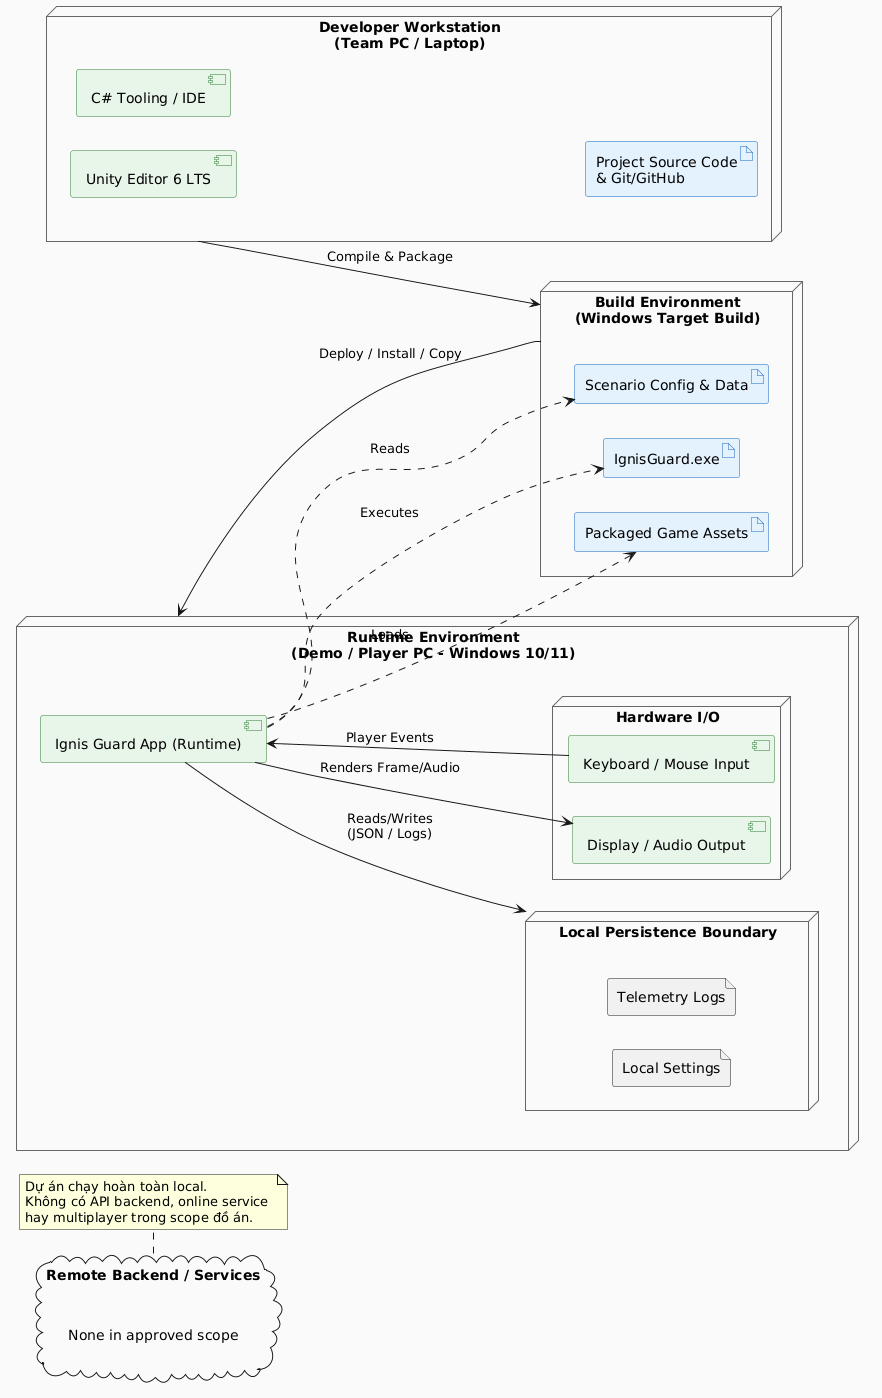 Developer Workstation
(Team PC / Laptop)
C# Tooling / IDE
Unity Editor 6 LTS
Project Source Code
& Git/GitHub
Compile & Package
Build Environment
(Windows Target Build)
Deploy / Install / Copy
Scenario Config & Data
Reads
IgnisGuard.exe
Executes
Packaged Game Assets
Loads
Runtime Environment
(Demo / Player PC - Windows 10/11)
Hardware I/O
Ignis Guard App (Runtime)
Player Events
Keyboard / Mouse Input
Renders Frame/Audio
Reads/Writes
(JSON / Logs)
Display / Audio Output
Local Persistence Boundary
Telemetry Logs
Local Settings
Dự án chạy hoàn toàn local.
Không có API backend, online service
hay multiplayer trong scope đồ án.
Remote Backend / Services
None in approved scope